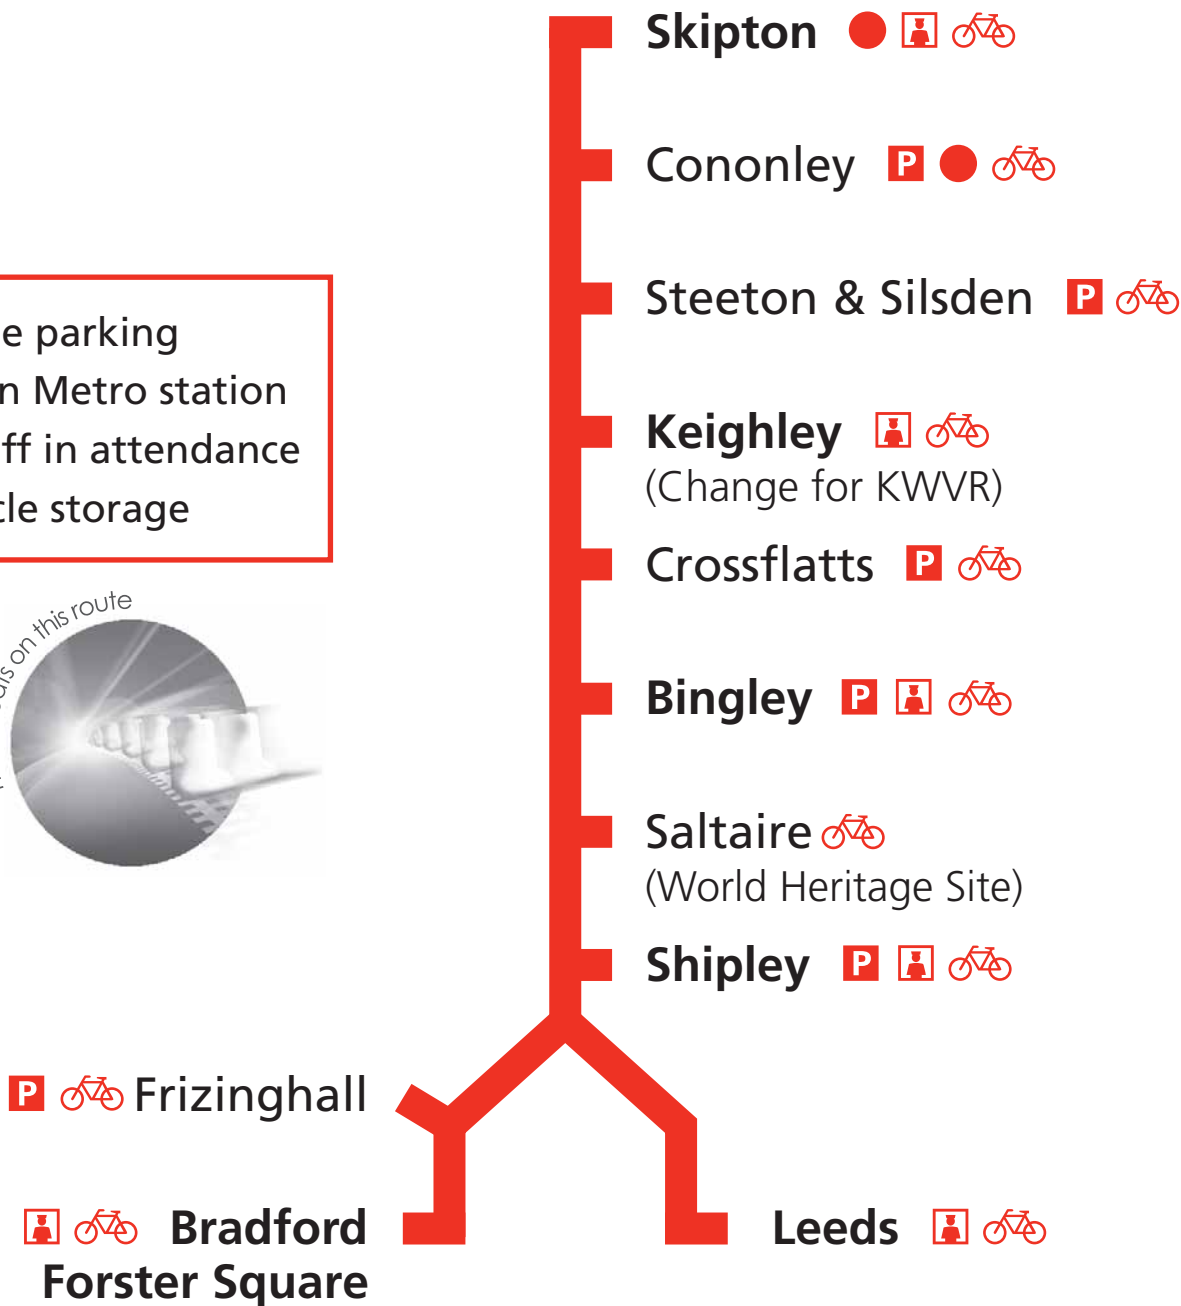 Skipton
Cononley P
Steeton & Silsden P
e parking
n Metro station
ff in attendance
cle storage
Keighley
(Change for KWVR)
Crossflatts P
on this route
Bingley P
Saltaire
(World Heritage Site)
Shipley P
P Frizinghall
Bradford
Forster Square
Leeds